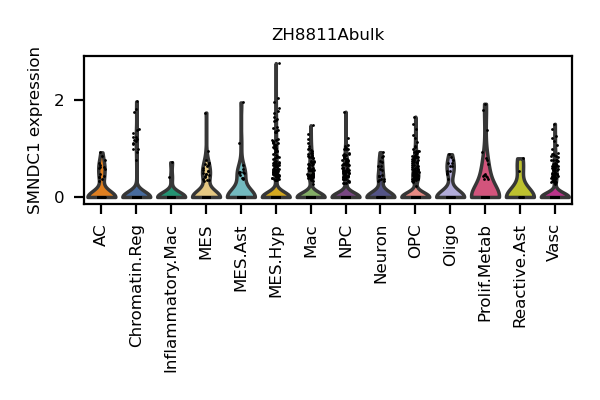 ZH8811Abulk
SMNDC1 expression
2
0
AC
Chromatin.Reg
Inflammatory.Mac
MES
MES.Ast
MES.Hyp
Mac
NPC
Neuron
OPC
Oligo
Prolif.Metab
Reactive.Ast
Vasc